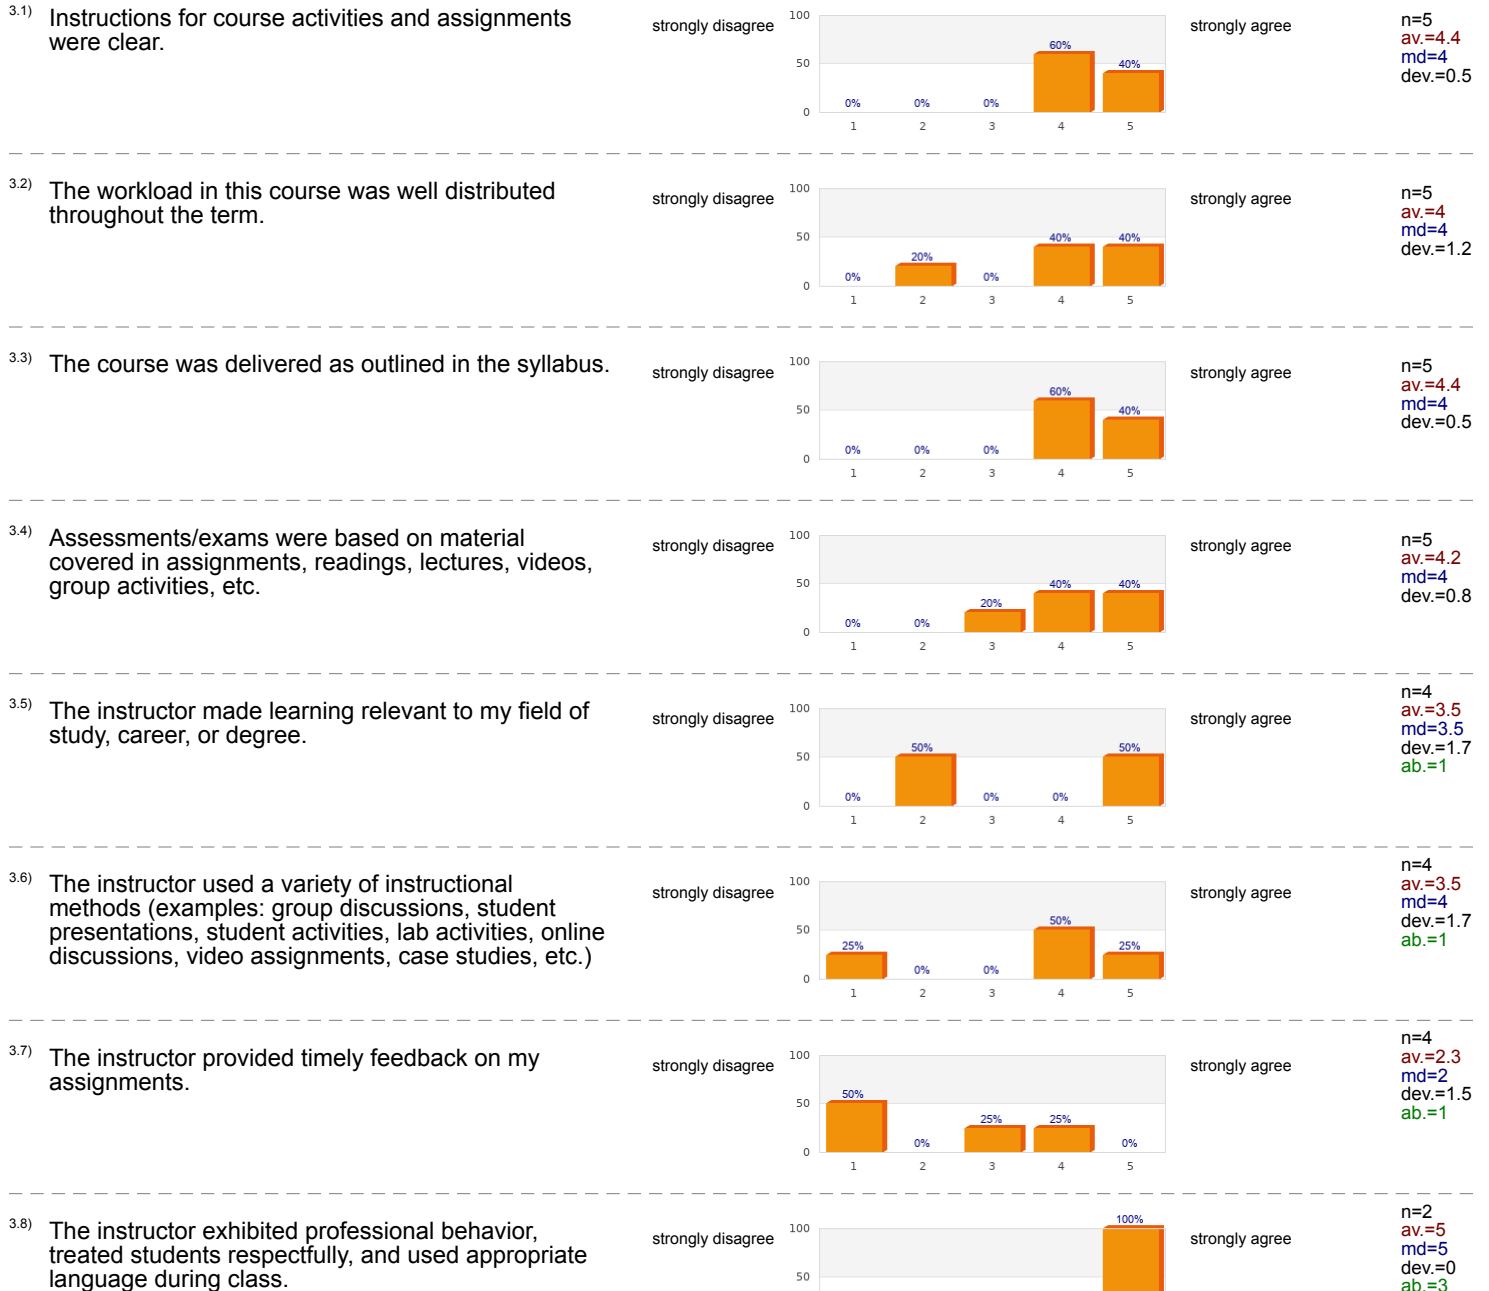 3.1) Instructions for course activities and assignments
were clear.
strongly disagree
100
50
0
0%
0%
0%
60%
40%
1 2 3 4 5
strongly agree
n=5
av.=4.4
md=4
dev.=0.5
3.2) The workload in this course was well distributed
throughout the term.
strongly disagree
100
50
0
0%
20%
0%
40%
40%
1 2 3 4 5
strongly agree
n=5
av.=4
md=4
dev.=1.2
3.3) The course was delivered as outlined in the syllabus.
strongly disagree
100
50
0
0%
0%
0%
60%
40%
1 2 3 4 5
strongly agree
n=5
av.=4.4
md=4
dev.=0.5
3.4) Assessments/exams were based on material
covered in assignments, readings, lectures, videos,
group activities, etc.
strongly disagree
100
50
0
0%
0%
20%
40%
40%
1 2 3 4 5
strongly agree
n=5
av.=4.2
md=4
dev.=0.8
3.5) The instructor made learning relevant to my field of
study, career, or degree.
strongly disagree
100
50
0
0%
50%
0%
0%
50%
1 2 3 4 5
strongly agree
n=4
av.=3.5
md=3.5
dev.=1.7
ab.=1
3.6) The instructor used a variety of instructional
methods (examples: group discussions, student
presentations, student activities, lab activities, online
discussions, video assignments, case studies, etc.)
strongly disagree
100
50
0
25%
0%
0%
50%
25%
1 2 3 4 5
strongly agree
n=4
av.=3.5
md=4
dev.=1.7
ab.=1
3.7) The instructor provided timely feedback on my
assignments.
strongly disagree
100
50
0
50%
0%
25%
25%
0%
1 2 3 4 5
strongly agree
n=4
av.=2.3
md=2
dev.=1.5
ab.=1
3.8) The instructor exhibited professional behavior,
treated students respectfully, and used appropriate
language during class.
strongly disagree
100
50
100%
strongly agree
n=2
av.=5
md=5
dev.=0
ab.=3